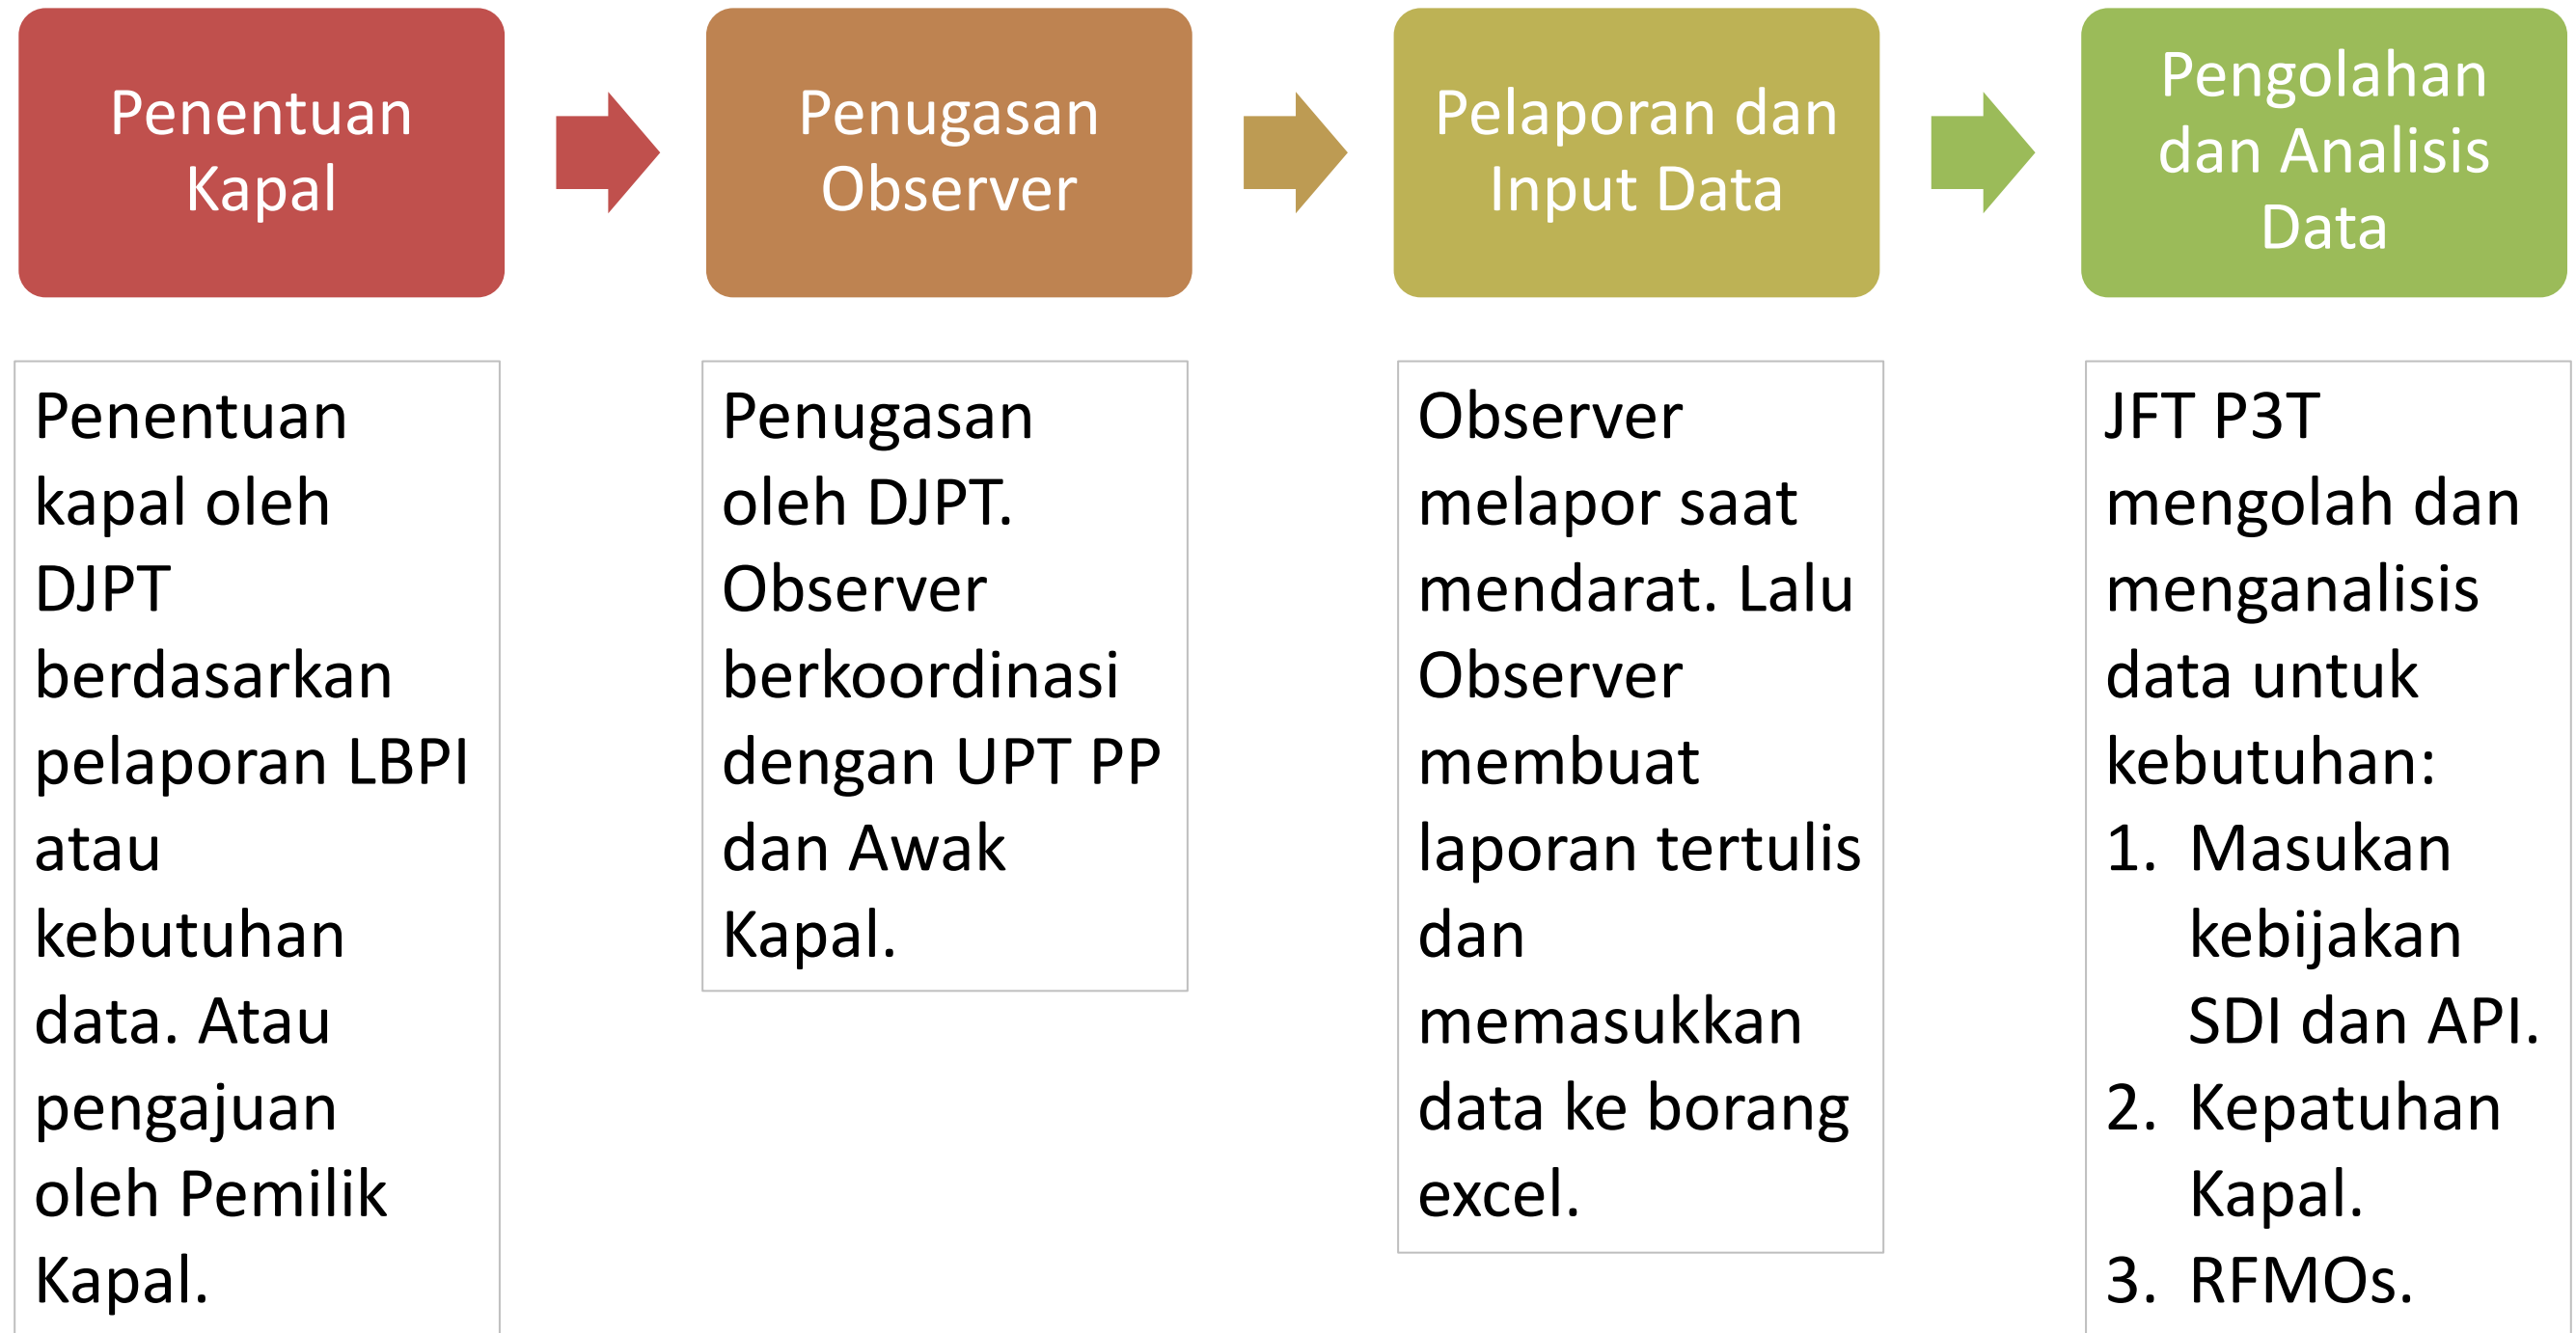 Penentuan
Kapal
Penugasan
Observer
Pelaporan dan
Input Data
Pengolahan
dan Analisis
Data
Penentuan
kapal oleh
DJPT
berdasarkan
pelaporan LBPI
atau
kebutuhan
data. Atau
pengajuan
oleh Pemilik
Kapal.
Penugasan
oleh DJPT.
Observer
berkoordinasi
dengan UPT PP
dan Awak
Kapal.
Observer
melapor saat
mendarat. Lalu
Observer
membuat
laporan tertulis
dan
memasukkan
data ke borang
excel.
JFT P3T
mengolah dan
menganalisis
data untuk
kebutuhan:
1. Masukan
kebijakan
SDI dan API.
2. Kepatuhan
Kapal.
3. RFMOs.